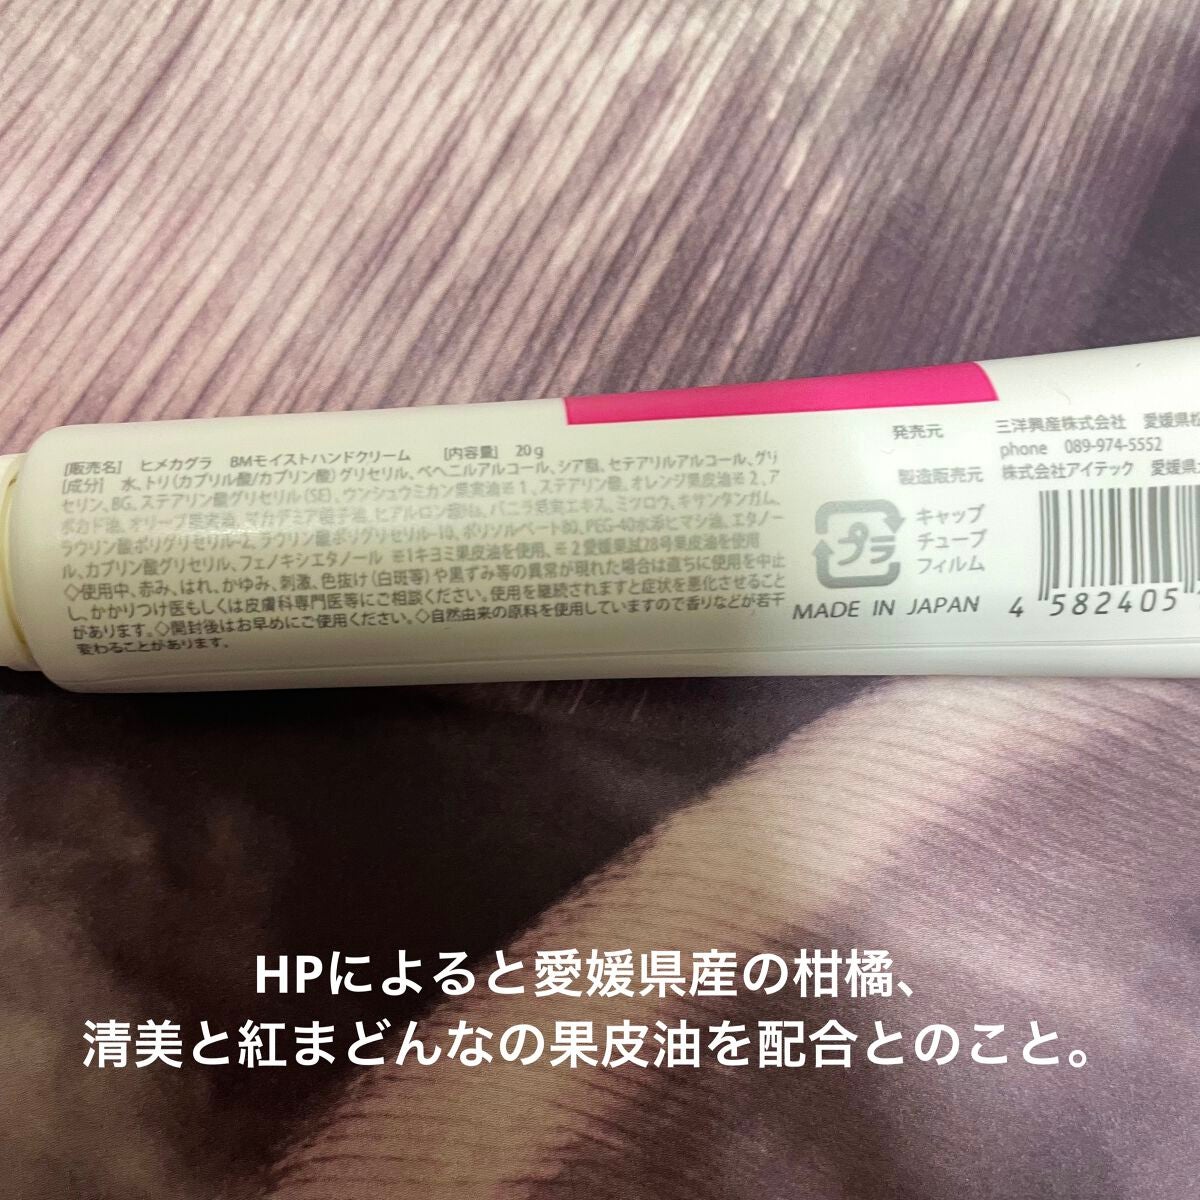 [販売名] ヒメカグラ BMモイストハンドクリーム [内容量] 20g
[成分] 水、トリ(カプリル酸/カプリン酸)グリセリル、ベヘニルアルコール、シア脂、セテアリルアルコール、グリ
セリン、BG、ステアリン酸グリセリル(SE)、ウンシュウミカン果実油※1、ステアリン酸、オレンジ果皮油※2、ア
ボカド油、オリーブ果実油、マカデミア種子油、ヒアルロン酸Na、バニラ果実エキス、ミツロウ、キサンタンガム、
ラウリン酸ポリグリセリル-2、ラウリン酸ポリグリセリル-10、ポリソルベート80、PEG-40水添ヒマシ油、エタノー
ル、カプリン酸グリセリル、フェノキシエタノール ※1キヨミ果皮油を使用、※2愛媛果試28号果皮油を使用
◇使用中、赤み、はれ、かゆみ、刺激、色抜け(白斑等)や黒ずみ等の異常が現れた場合は直ちに使用を中止
し、かかりつけ医もしくは皮膚科専門医等にご相談ください。使用を継続されますと症状を悪化させること
があります。◇開封後はお早めにご使用ください。◇自然由来の原料を使用していますので香りなどが若干
変わることがあります。
発売元 三洋興産株式会社 愛媛県松
phone 089-974-5552
製造販売元 株式会社アイテック 愛媛県
プラ
キャップ
チューブ
フィルム
MADE IN JAPAN
4 582405
HPによると愛媛県産の柑橘、
清美と紅まどんなの果皮油を配合とのこと。